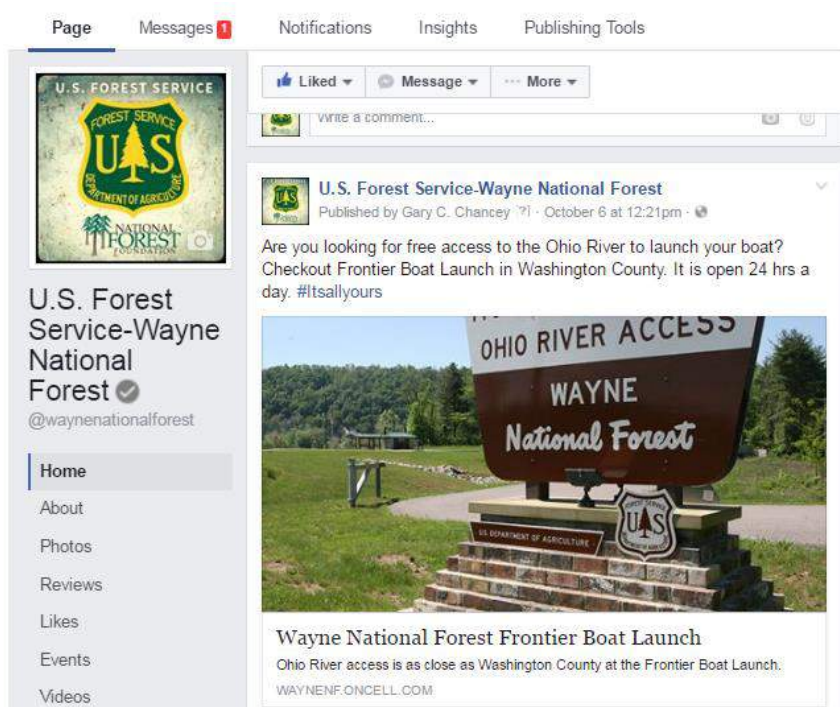 Page Messages 1 Notifications Insights Publishing Tools
U.S. FOREST SERVICE
FOREST SERVICE
U S
DEPARTMENT OF AGRICULTURE
NATIONAL
FOREST
FOUNDATION
U.S. Forest
Service-Wayne
National
Forest
@waynenationalforest
Home
About
Photos
Reviews
Likes
Events
Videos
Liked Message ··· More
Write a comment...
U.S. Forest Service-Wayne National Forest
Published by Gary C. Chancey [?] · October 6 at 12:21pm ·
Are you looking for free access to the Ohio River to launch your boat?
Checkout Frontier Boat Launch in Washington County. It is open 24 hrs a
day. #Itsallyours
OHIO RIVER ACCESS
WAYNE
National Forest
FOREST SERVICE
U S
U.S. DEPARTMENT OF AGRICULTURE
Wayne National Forest Frontier Boat Launch
Ohio River access is as close as Washington County at the Frontier Boat Launch.
WAYNENF.ONCELL.COM